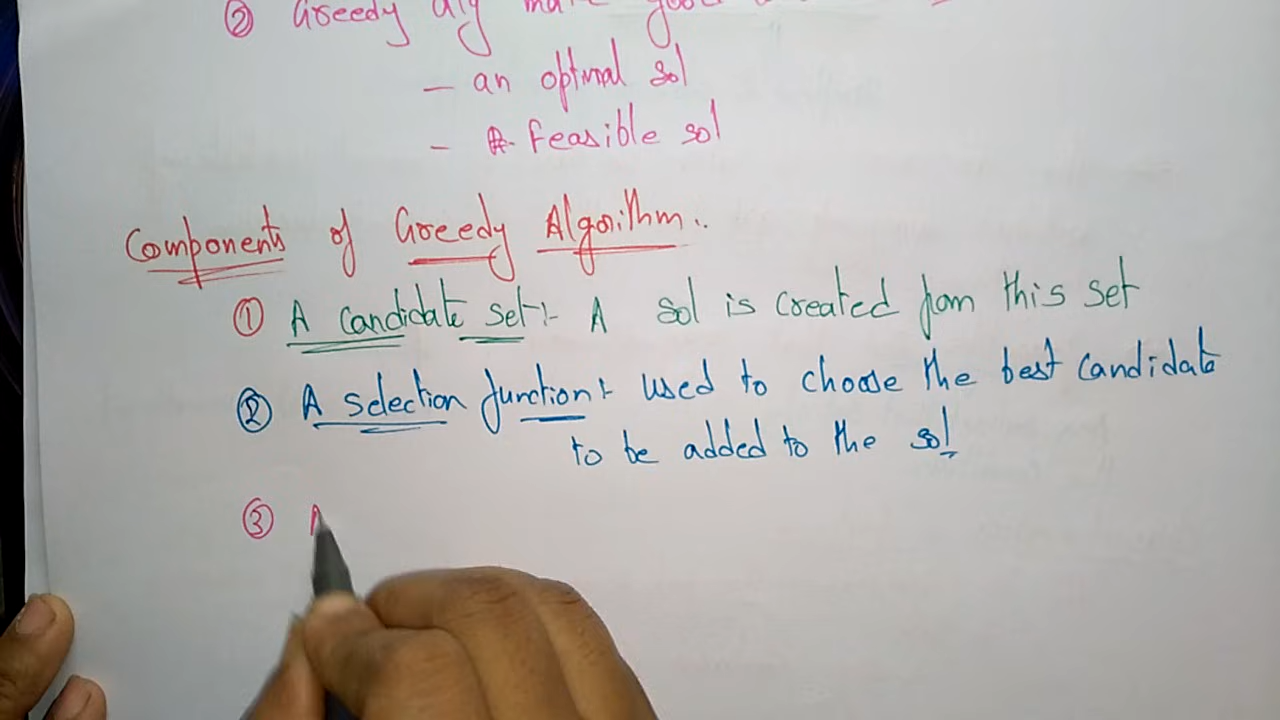 ② Greedy alg
- an optimal sol
- feasible sol
Components of Greedy Algorithm.
① A candidate set:- A sol is created from this set
② A selection function:- used to choose the best candidate
to be added to the sol
③ A